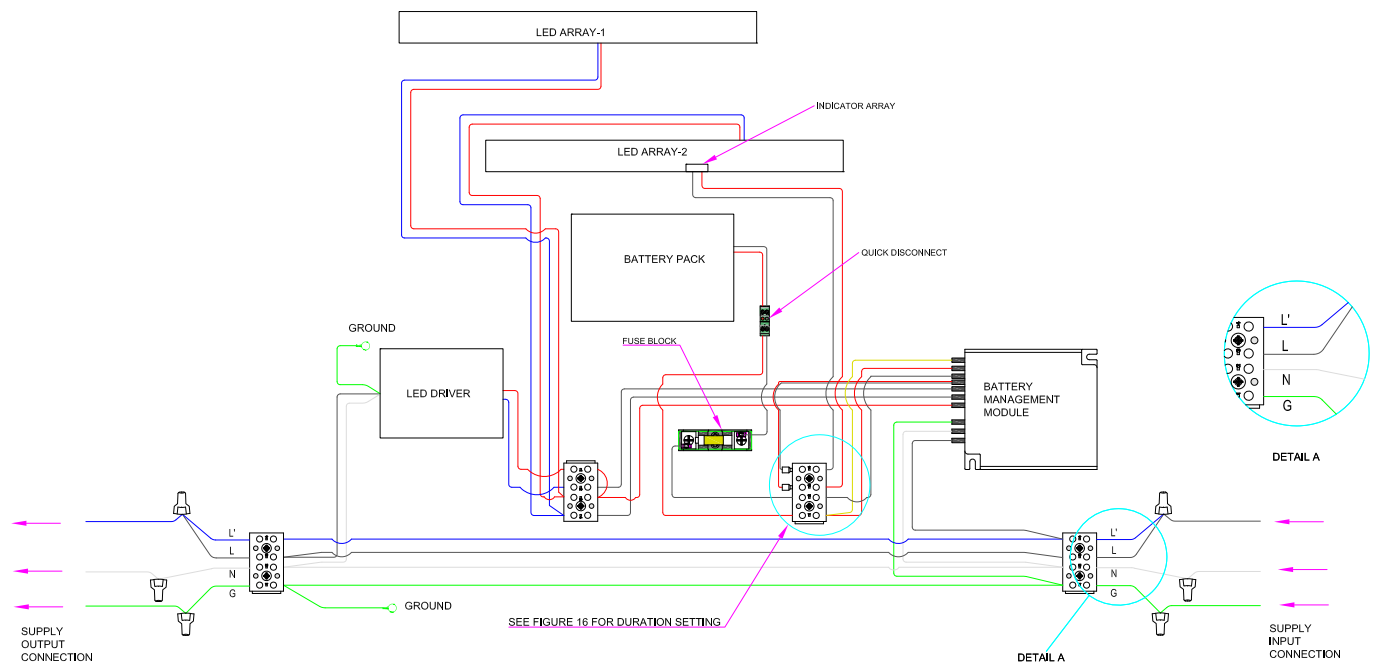 LED ARRAY-1
INDICATOR ARRAY
LED ARRAY-2
BATTERY PACK
QUICK DISCONNECT
GROUND
FUSE BLOCK
LED DRIVER
BATTERY
MANAGEMENT
MODULE
L'
L
N
G
DETAIL A
L'
L
N
G
L'
L
N
G
GROUND
SEE FIGURE 16 FOR DURATION SETTING
SUPPLY
OUTPUT
CONNECTION
DETAIL A
SUPPLY
INPUT
CONNECTION